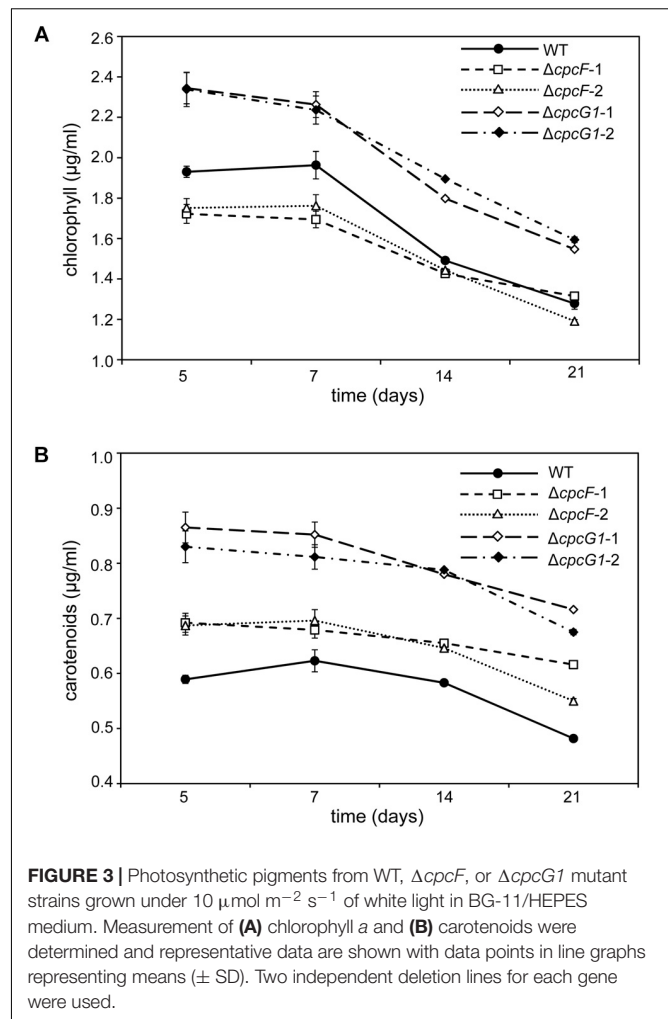 A
2.6
2.4
2.2
2.0
1.8
1.6
1.4
1.2
1.0
chlorophyll (µg/ml)
WT
ΔcpcF-1
ΔcpcF-2
ΔcpcG1-1
ΔcpcG1-2
5 7 14 21
time (days)
B
1.0
0.9
0.8
0.7
0.6
0.5
0.4
carotenoids (µg/ml)
WT
ΔcpcF-1
ΔcpcF-2
ΔcpcG1-1
ΔcpcG1-2
5 7 14 21
time (days)
FIGURE 3 | Photosynthetic pigments from WT, ΔcpcF, or ΔcpcG1 mutant
strains grown under 10 μmol m⁻² s⁻¹ of white light in BG-11/HEPES
medium. Measurement of (A) chlorophyll a and (B) carotenoids were
determined and representative data are shown with data points in line graphs
representing means (± SD). Two independent deletion lines for each gene
were used.